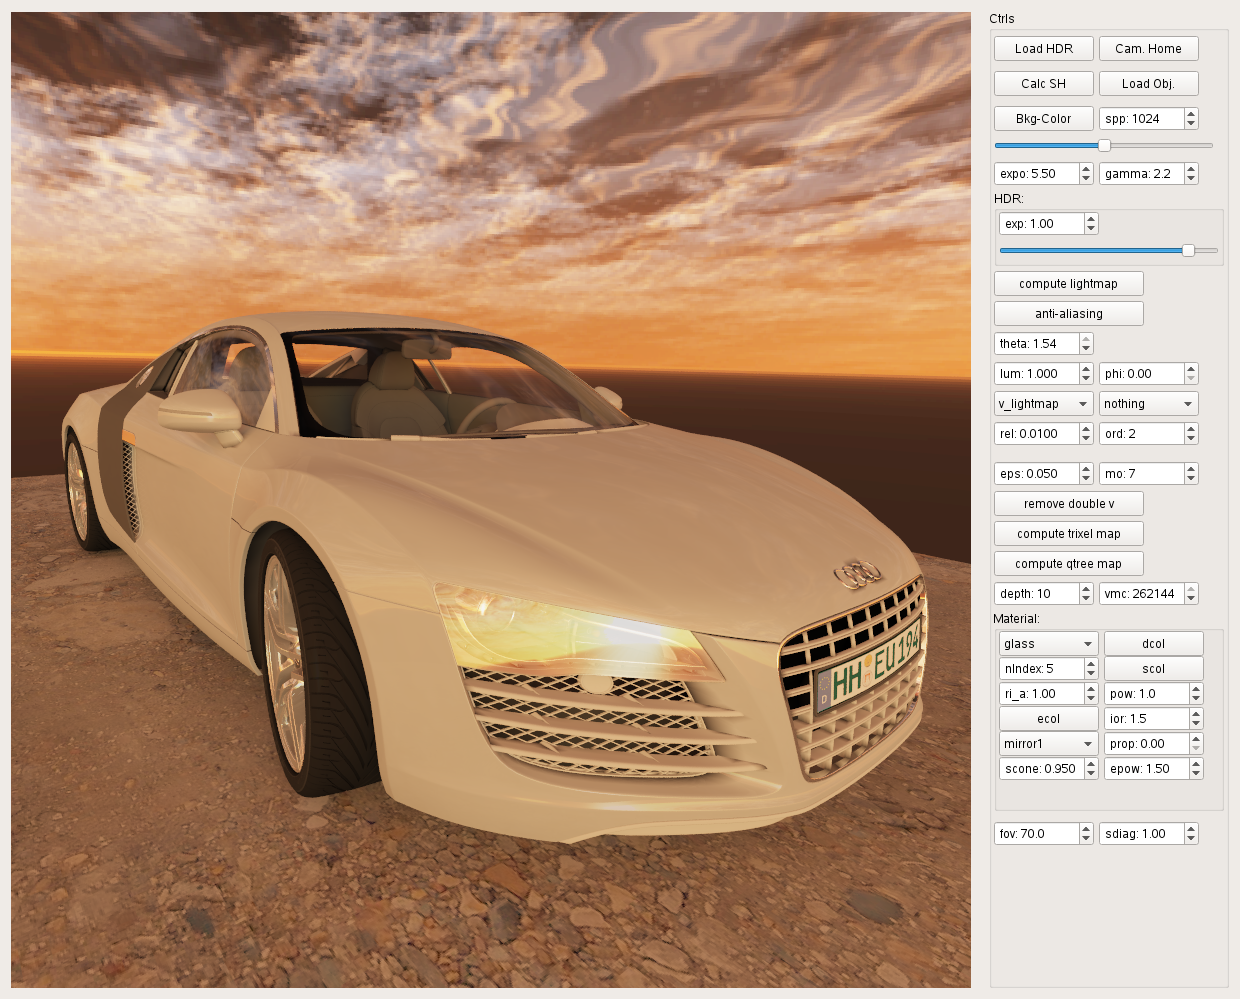 Ctrls
Load HDR Cam. Home
Calc SH Load Obj.
Bkg-Color spp: 1024
expo: 5.50 gamma: 2.2
HDR:
exp: 1.00
compute lightmap
anti-aliasing
theta: 1.54
lum: 1.000 phi: 0.00
v_lightmap nothing
rel: 0.0100 ord: 2
eps: 0.050 mo: 7
remove double v
compute trixel map
compute qtree map
depth: 10 vmc: 262144
Material:
glass dcol
nIndex: 5 scol
ri_a: 1.00 pow: 1.0
ecol ior: 1.5
mirror1 prop: 0.00
scone: 0.950 epow: 1.50
fov: 70.0 sdiag: 1.00
D HH EU194